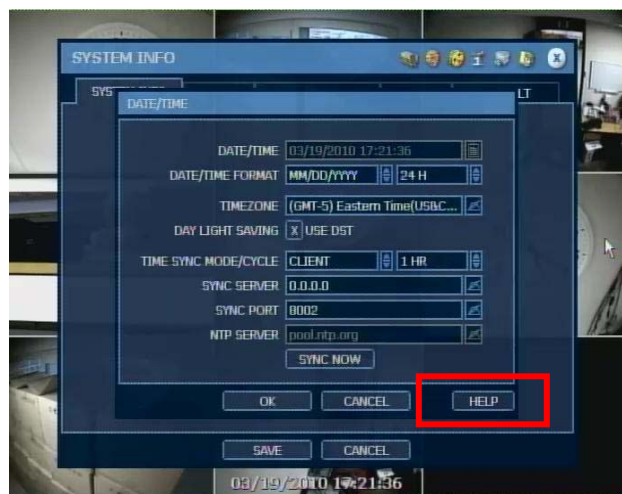 SYSTEM INFO
LT
DATE/TIME
DATE/TIME 03/19/2010 17:21:36
DATE/TIME FORMAT MM/DD/YYYY 24 H
TIMEZONE (GMT-5) Eastern Time(US&C...
DAY LIGHT SAVING X USE DST
TIME SYNC MODE/CYCLE CLIENT 1 HR
SYNC SERVER 0.0.0.0
SYNC PORT 8002
NTP SERVER pool.ntp.org
SYNC NOW
OK CANCEL HELP
SAVE CANCEL
03/19/2010 17:21:36